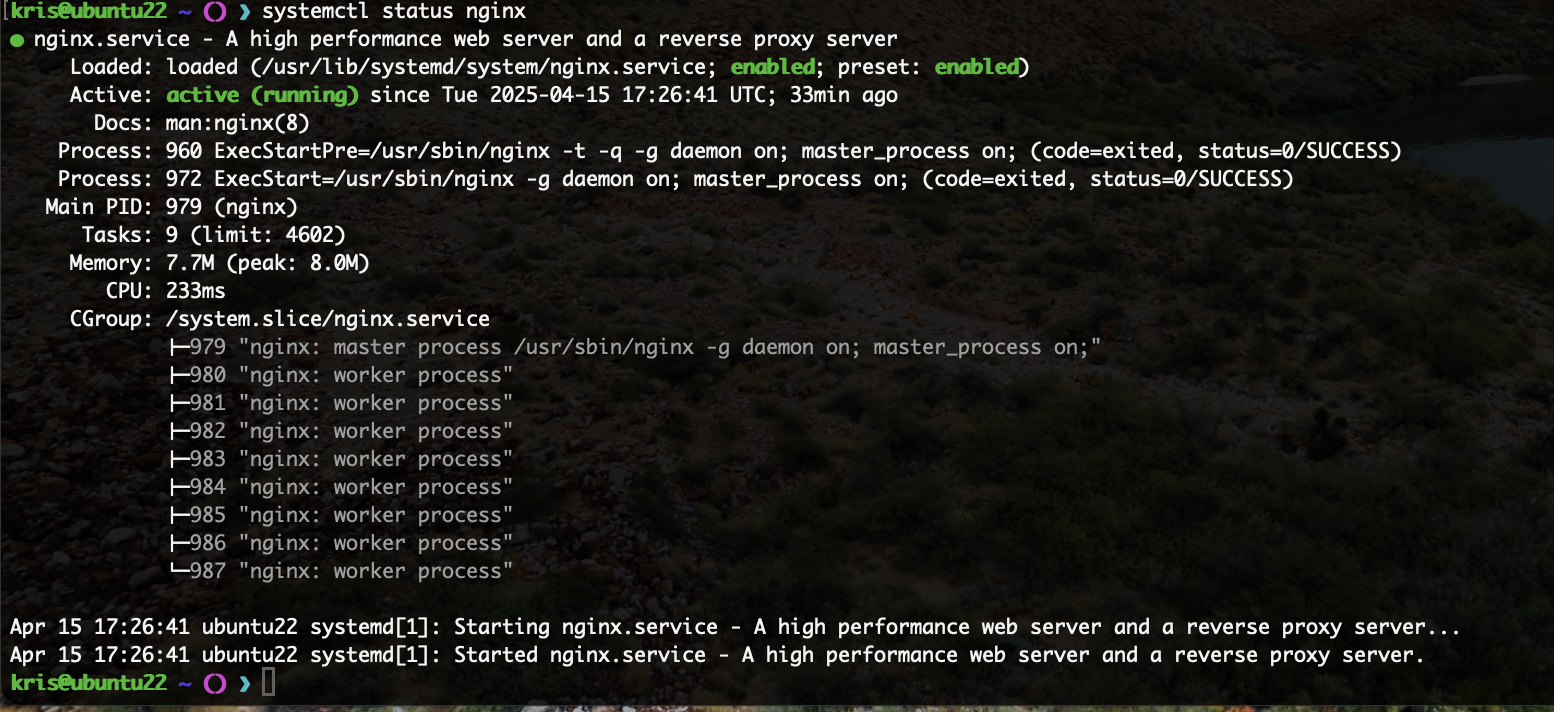 [kris@ubuntu22 ~ ❯ systemctl status nginx
● nginx.service - A high performance web server and a reverse proxy server
Loaded: loaded (/usr/lib/systemd/system/nginx.service; enabled; preset: enabled)
Active: active (running) since Tue 2025-04-15 17:26:41 UTC; 33min ago
Docs: man:nginx(8)
Process: 960 ExecStartPre=/usr/sbin/nginx -t -q -g daemon on; master_process on; (code=exited, status=0/SUCCESS)
Process: 972 ExecStart=/usr/sbin/nginx -g daemon on; master_process on; (code=exited, status=0/SUCCESS)
Main PID: 979 (nginx)
Tasks: 9 (limit: 4602)
Memory: 7.7M (peak: 8.0M)
CPU: 233ms
CGroup: /system.slice/nginx.service
├─979 "nginx: master process /usr/sbin/nginx -g daemon on; master_process on;"
├─980 "nginx: worker process"
├─981 "nginx: worker process"
├─982 "nginx: worker process"
├─983 "nginx: worker process"
├─984 "nginx: worker process"
├─985 "nginx: worker process"
├─986 "nginx: worker process"
└─987 "nginx: worker process"
Apr 15 17:26:41 ubuntu22 systemd[1]: Starting nginx.service - A high performance web server and a reverse proxy server...
Apr 15 17:26:41 ubuntu22 systemd[1]: Started nginx.service - A high performance web server and a reverse proxy server.
kris@ubuntu22 ~ ❯